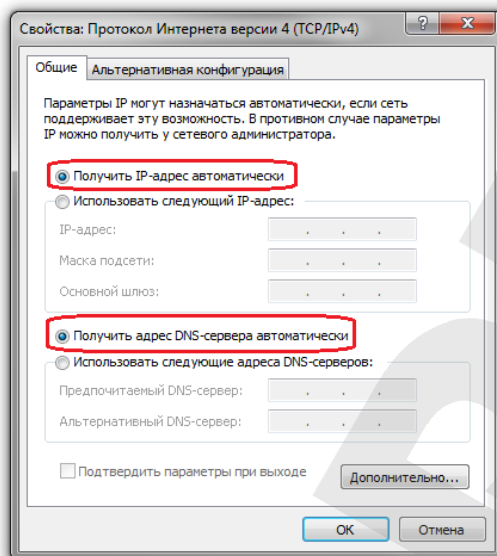 Свойства: Протокол Интернета версии 4 (TCP/IPv4)
Общие
Альтернативная конфигурация
Параметры IP могут назначаться автоматически, если сеть
поддерживает эту возможность. В противном случае параметры
IP можно получить у сетевого администратора.
Получить IP-адрес автоматически
Использовать следующий IP-адрес:
IP-адрес:
Маска подсети:
Основной шлюз:
Получить адрес DNS-сервера автоматически
Использовать следующие адреса DNS-серверов:
Предпочитаемый DNS-сервер:
Альтернативный DNS-сервер:
Подтвердить параметры при выходе
Дополнительно...
ОК
Отмена